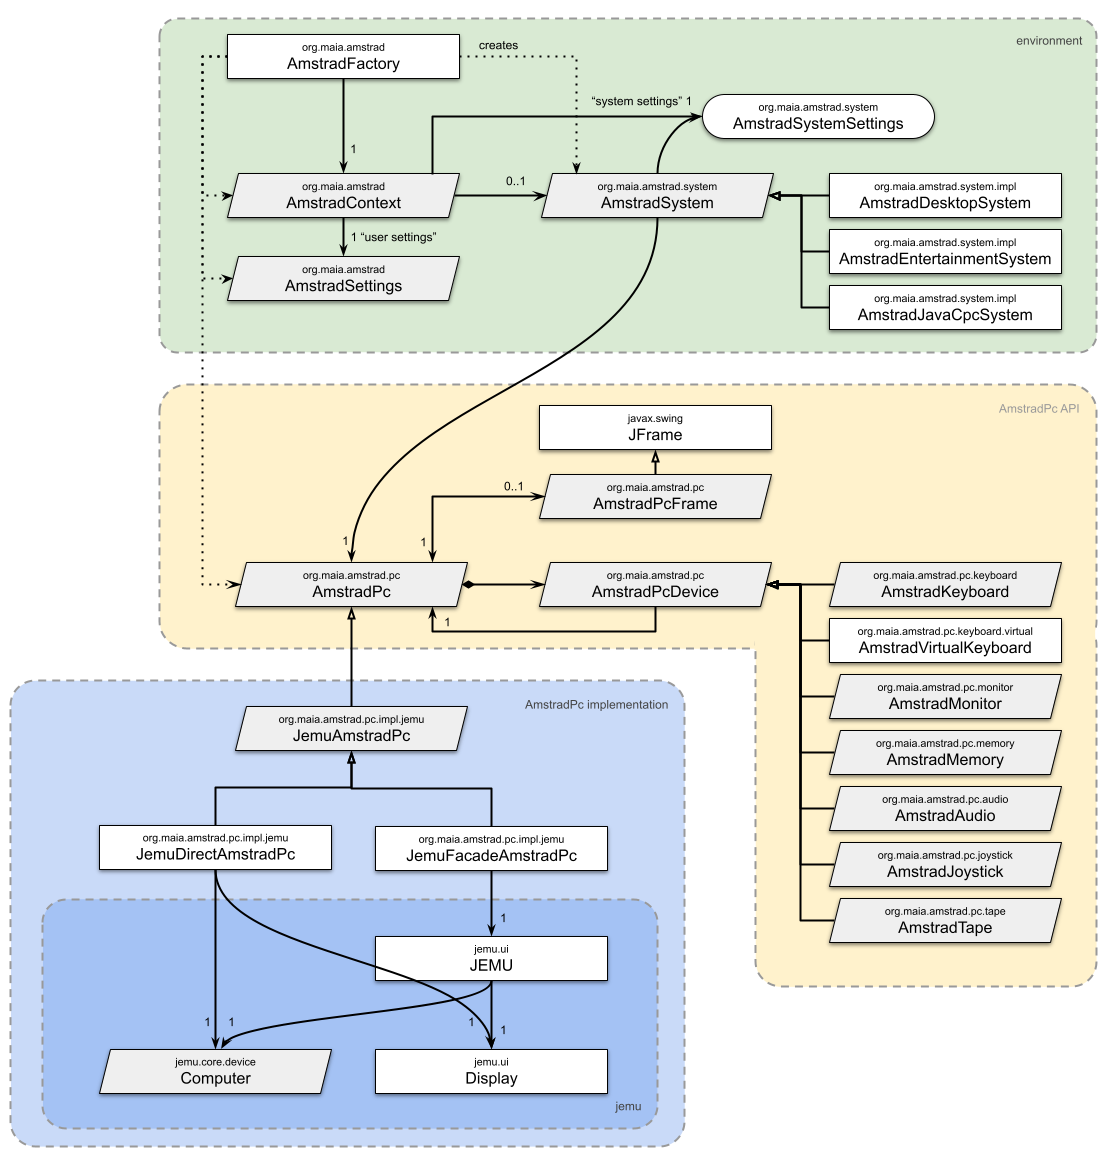 environment
org.maia.amstrad
AmstradFactory
creates
“system settings” 1
org.maia.amstrad.system
AmstradSystemSettings
1
org.maia.amstrad
AmstradContext
0..1
org.maia.amstrad.system
AmstradSystem
org.maia.amstrad.system.impl
AmstradDesktopSystem
1 “user settings”
org.maia.amstrad.system.impl
AmstradEntertainmentSystem
org.maia.amstrad
AmstradSettings
org.maia.amstrad.system.impl
AmstradJavaCpcSystem
AmstradPc API
javax.swing
JFrame
0..1
org.maia.amstrad.pc
AmstradPcFrame
1
1
org.maia.amstrad.pc
AmstradPc
org.maia.amstrad.pc
AmstradPcDevice
1
org.maia.amstrad.pc.keyboard
AmstradKeyboard
org.maia.amstrad.pc.keyboard.virtual
AmstradVirtualKeyboard
org.maia.amstrad.pc.monitor
AmstradMonitor
org.maia.amstrad.pc.memory
AmstradMemory
org.maia.amstrad.pc.audio
AmstradAudio
org.maia.amstrad.pc.joystick
AmstradJoystick
org.maia.amstrad.pc.tape
AmstradTape
AmstradPc implementation
org.maia.amstrad.pc.impl.jemu
JemuAmstradPc
org.maia.amstrad.pc.impl.jemu
JemuDirectAmstradPc
org.maia.amstrad.pc.impl.jemu
JemuFacadeAmstradPc
1
jemu.ui
JEMU
1
1
1
1
jemu.core.device
Computer
jemu.ui
Display
jemu